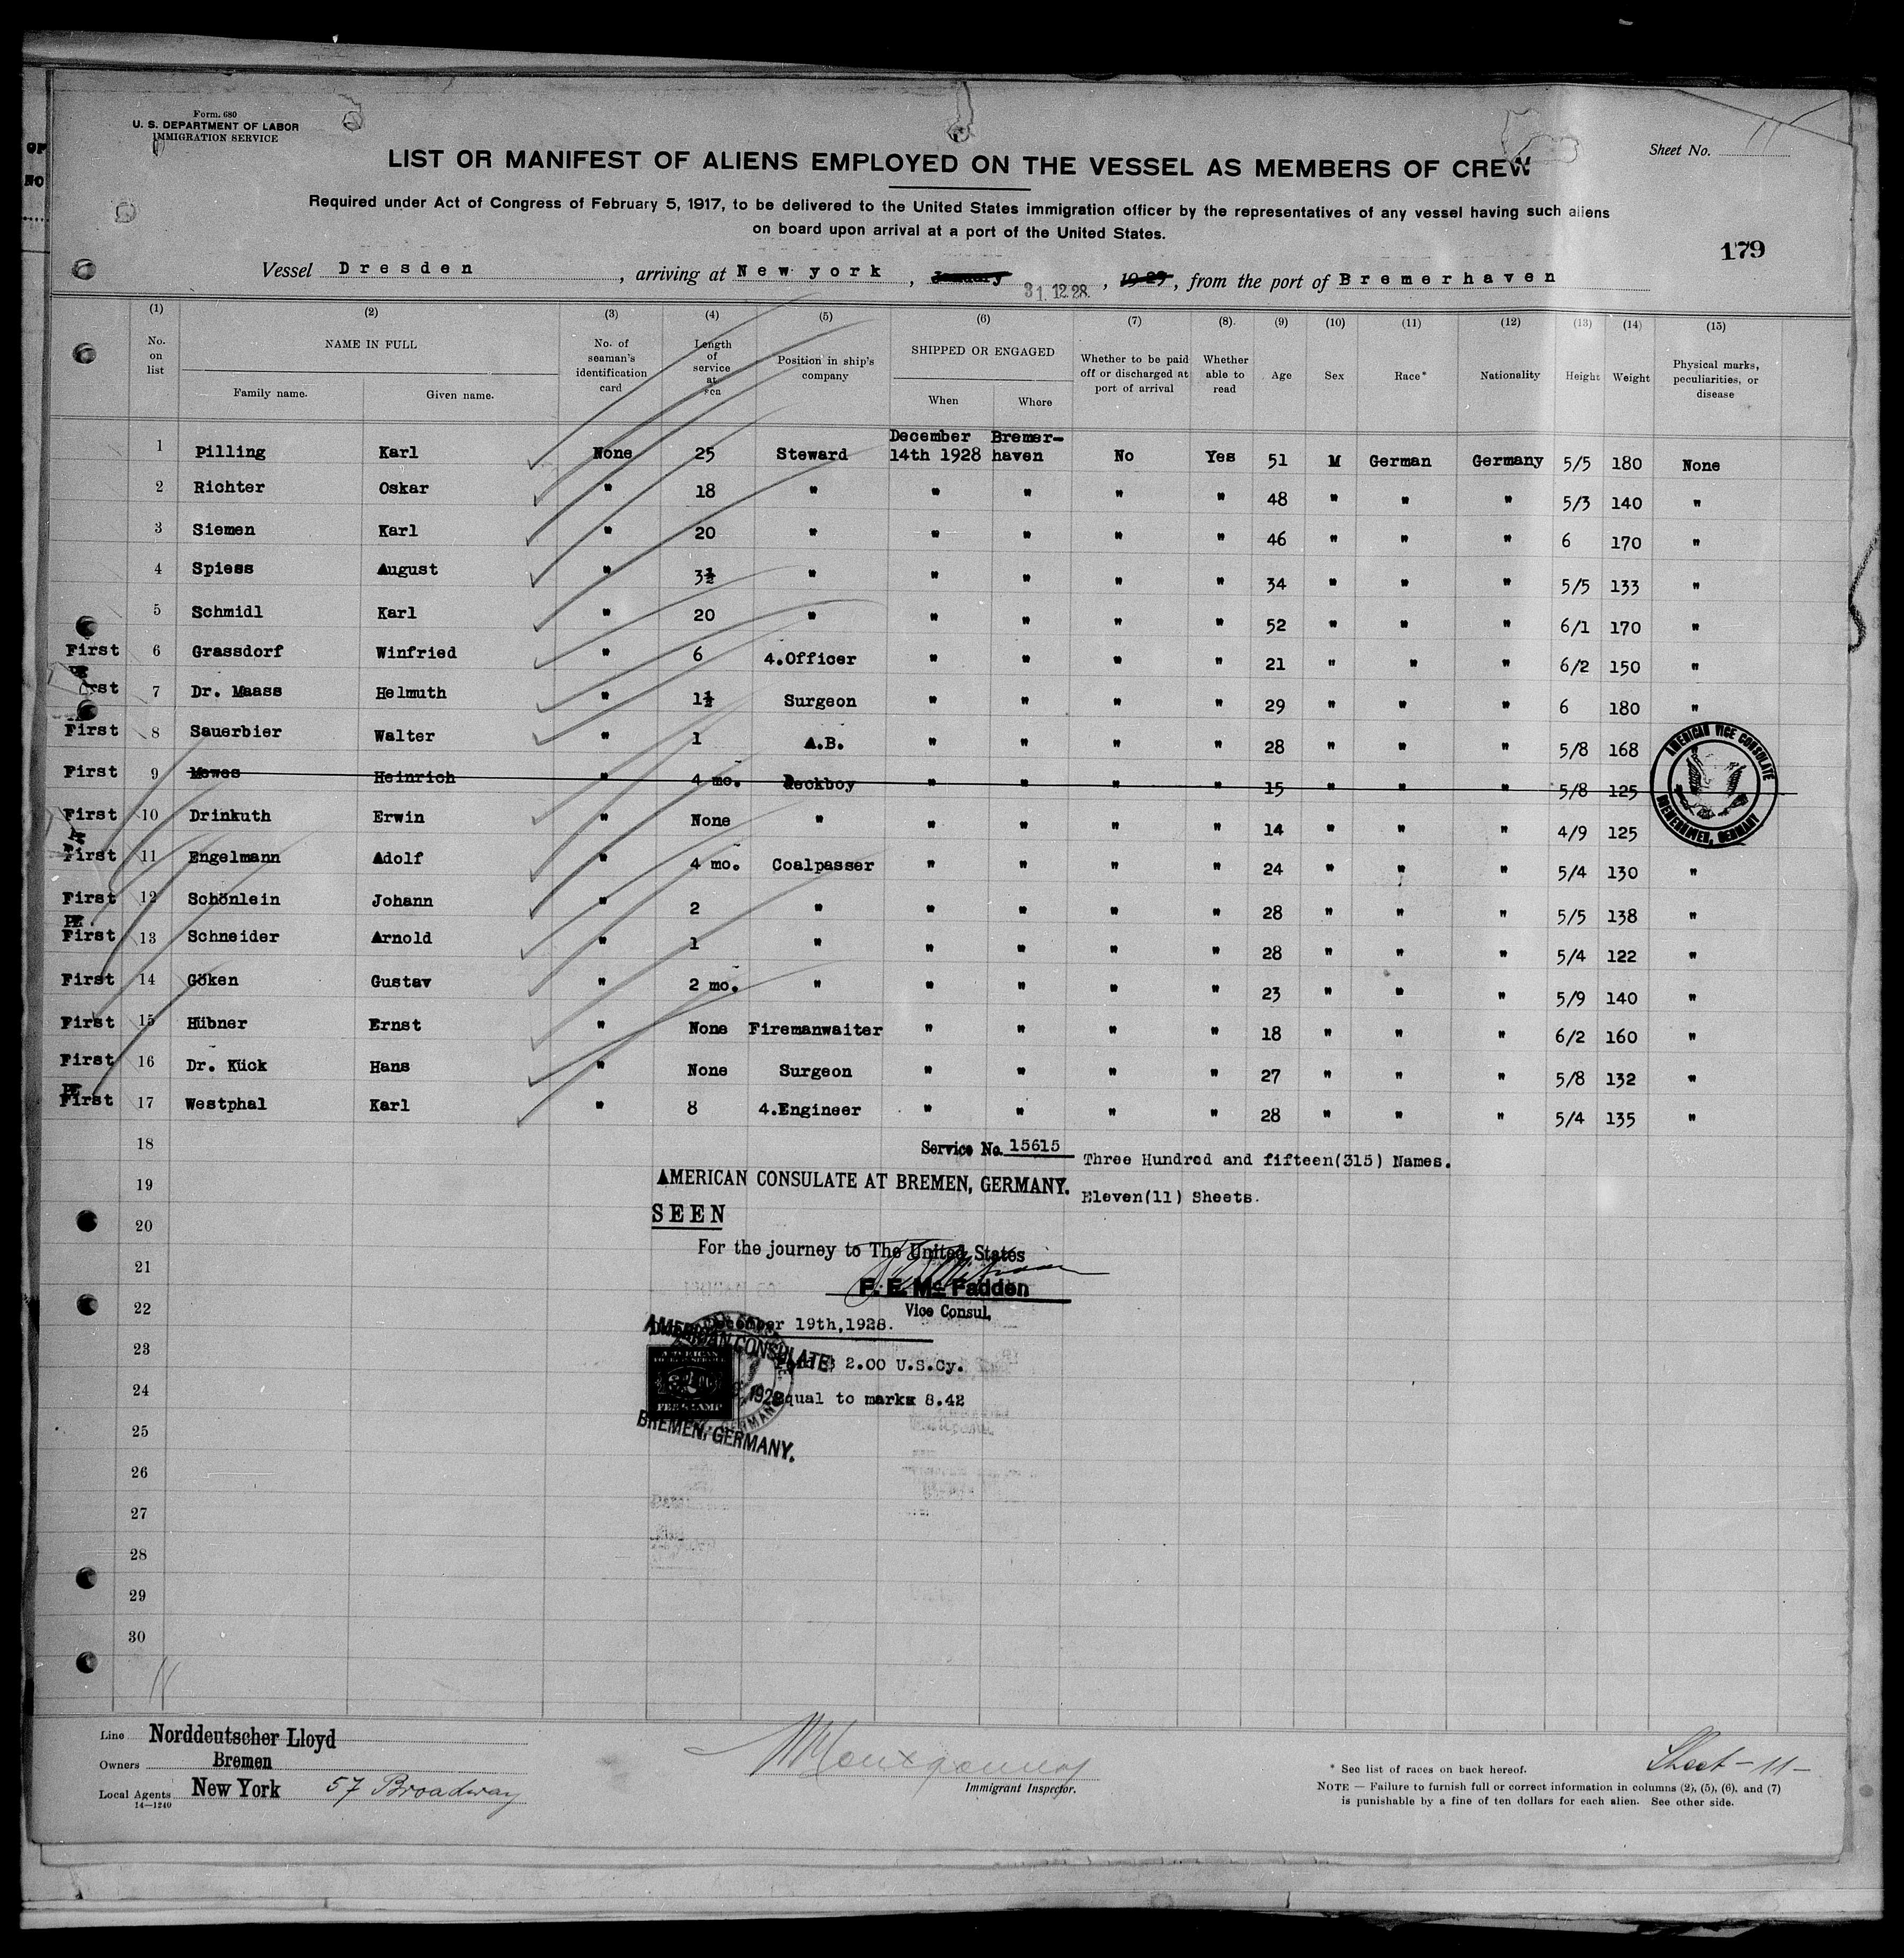 OF
NO
Form. 680
U. S. DEPARTMENT OF LABOR
IMMIGRATION SERVICE
Sheet No. 11
LIST OR MANIFEST OF ALIENS EMPLOYED ON THE VESSEL AS MEMBERS OF CREW
Required under Act of Congress of February 5, 1917, to be delivered to the United States immigration officer by the representatives of any vessel having such aliens
on board upon arrival at a port of the United States.
179
Vessel Dresden, arriving at New york, January 31.12.28., 1929, from the port of Bremerhaven
(1) (2) (3) (4) (5) (6) (7) (8) (9) (10) (11) (12) (13) (14) (15)
No. on list NAME IN FULL Family name. Given name. No. of seaman's identification card Length of service at sea Position in ship's company SHIPPED OR ENGAGED When Where Whether to be paid off or discharged at port of arrival Whether able to read Age Sex Race* Nationality Height Weight Physical marks, peculiarities, or disease
1 Pilling Karl None 25 Steward December 14th 1928 Bremer- haven No Yes 51 M German Germany 5/5 180 None
2 Richter Oskar " 18 " " " " " 48 " " " 5/3 140 "
3 Siemen Karl " 20 " " " " " 46 " " " 6 170 "
4 Spiess August " 3½ " " " " " 34 " " " 5/5 133 "
5 Schmidl Karl " 20 " " " " " 52 " " " 6/1 170 "
First 6 Grassdorf Winfried " 6 4.Officer " " " " 21 " " " 6/2 150 "
First 7 Dr. Maass Helmuth " 1½ Surgeon " " " " 29 " " " 6 180 "
First 8 Sauerbier Walter " 1 A.B. " " " " 28 " " " 5/8 168
First 9 Mewes Heinrich " 4 mo. Deckboy " " " " 15 " " " 5/8 125
First 10 Drinkuth Erwin " None " " " " " 14 " " " 4/9 125
First 11 Engelmann Adolf " 4 mo. Coalpasser " " " " 24 " " " 5/4 130 "
First 12 Schönlein Johann " 2 " " " " " 28 " " " 5/5 138 "
First 13 Schneider Arnold " 1 " " " " " 28 " " " 5/4 122 "
First 14 Göken Gustav " 2 mo. " " " " " 23 " " " 5/9 140 "
First 15 Hübner Ernst " None Firemanwaiter " " " " 18 " " " 6/2 160 "
First 16 Dr. Kück Hans " None Surgeon " " " " 27 " " " 5/8 132 "
First 17 Westphal Karl " 8 4.Engineer " " " " 28 " " " 5/4 135 "
AMERICAN VICE CONSULATE
BREMERHAVEN, GERMANY
18
19
20
21
22
23
24
25
26
27
28
29
30
Service No. 15615
Three Hundred and fifteen(315) Names.
AMERICAN CONSULATE AT BREMEN, GERMANY.
Eleven(11) Sheets.
SEEN
For the journey to The United States
F. E. Mc Fadden
Vice Consul.
December 19th,1928.
AMERICAN CONSULATE
2.00 U.S.Cy.
1928
Equal to marks 8.42
BREMEN, GERMANY.
Line Norddeutscher Lloyd
Owners Bremen
Local Agents New York 57 Broadway
14—1240
Montgomery
Immigrant Inspector.
Sheet - 11 -
* See list of races on back hereof.
NOTE — Failure to furnish full or correct information in columns (2), (5), (6), and (7)
is punishable by a fine of ten dollars for each alien. See other side.